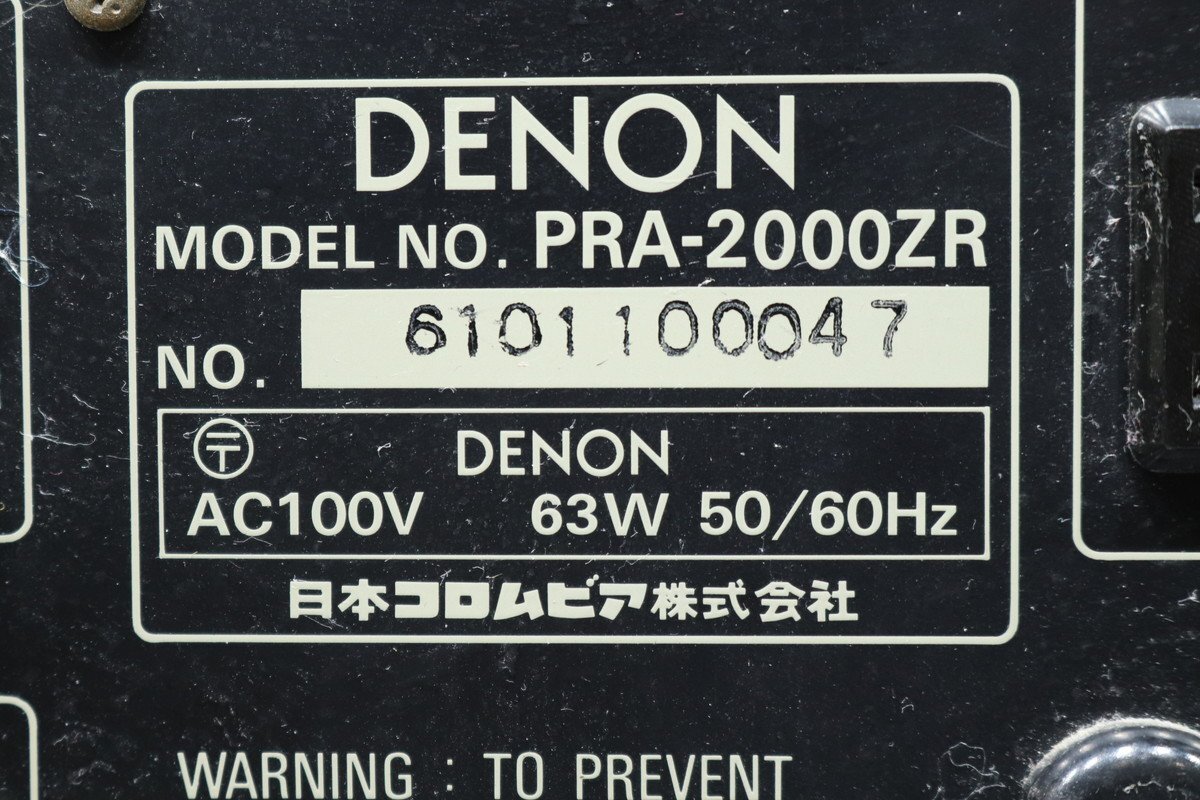 DENON
MODEL NO. PRA-2000ZR
NO. 6101100047
〒 DENON
AC100V 63W 50/60Hz
日本コロムビア株式会社
WARNING : TO PREVENT